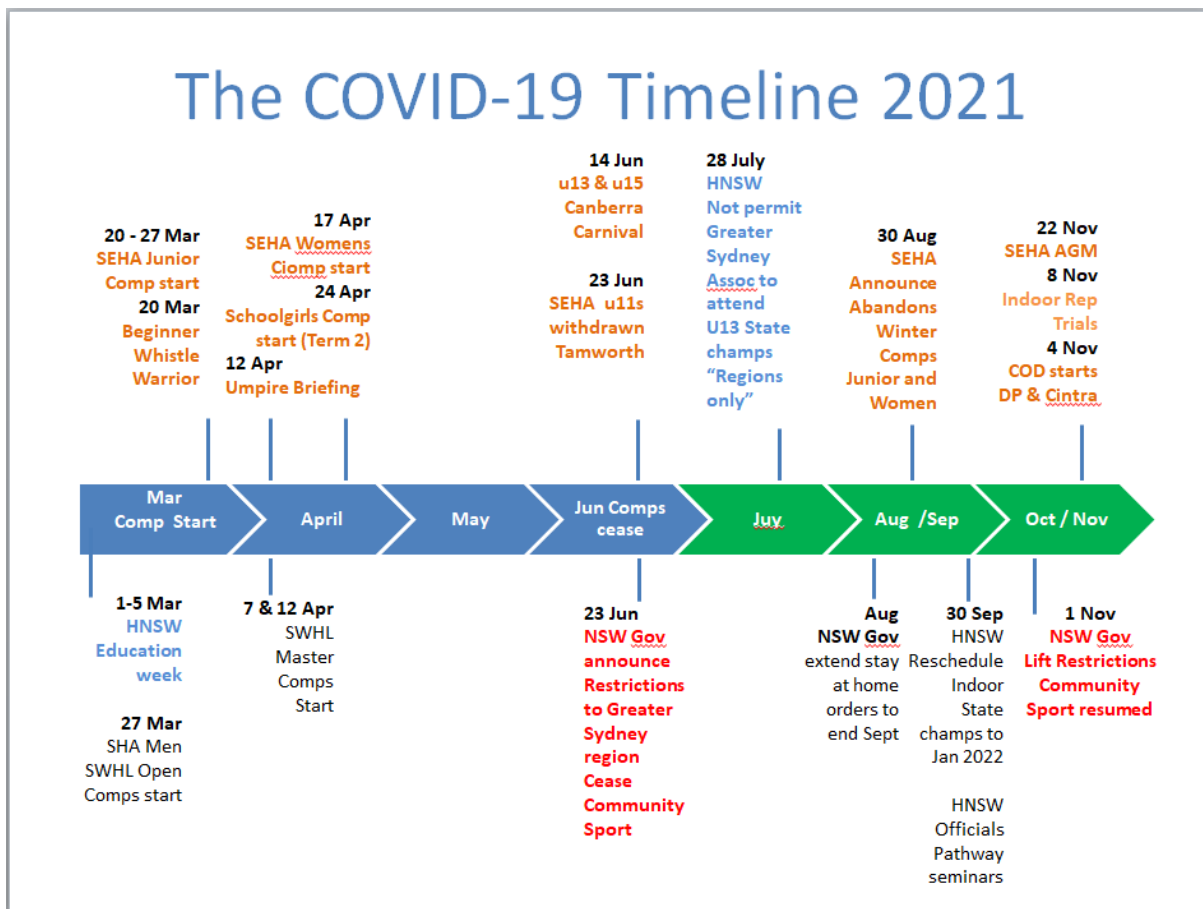 The COVID-19 Timeline 2021
20 - 27 Mar
SEHA Junior
Comp start
20 Mar
Beginner
Whistle
Warrior
17 Apr
SEHA Womens
Ciomp start
24 Apr
Schoolgirls Comp
start (Term 2)
12 Apr
Umpire Briefing
14 Jun
u13 & u15
Canberra
Carnival
23 Jun
SEHA u11s
withdrawn
Tamworth
28 July
HNSW
Not permit
Greater
Sydney
Assoc to
attend
U13 State
champs
“Regions
only”
30 Aug
SEHA
Announce
Abandons
Winter
Comps
Junior and
Women
22 Nov
SEHA AGM
8 Nov
Indoor Rep
Trials
4 Nov
COD starts
DP & Cintra
Mar
Comp Start
April
May
Jun Comps
cease
Juy
Aug /Sep
Oct / Nov
1-5 Mar
HNSW
Education
week
27 Mar
SHA Men
SWHL Open
Comps start
7 & 12 Apr
SWHL
Master
Comps
Start
23 Jun
NSW Gov
announce
Restrictions
to Greater
Sydney
region
Cease
Community
Sport
Aug
NSW Gov
extend stay
at home
orders to
end Sept
30 Sep
HNSW
Reschedule
Indoor
State
champs to
Jan 2022
HNSW
Officials
Pathway
seminars
1 Nov
NSW Gov
Lift Restrictions
Community
Sport resumed